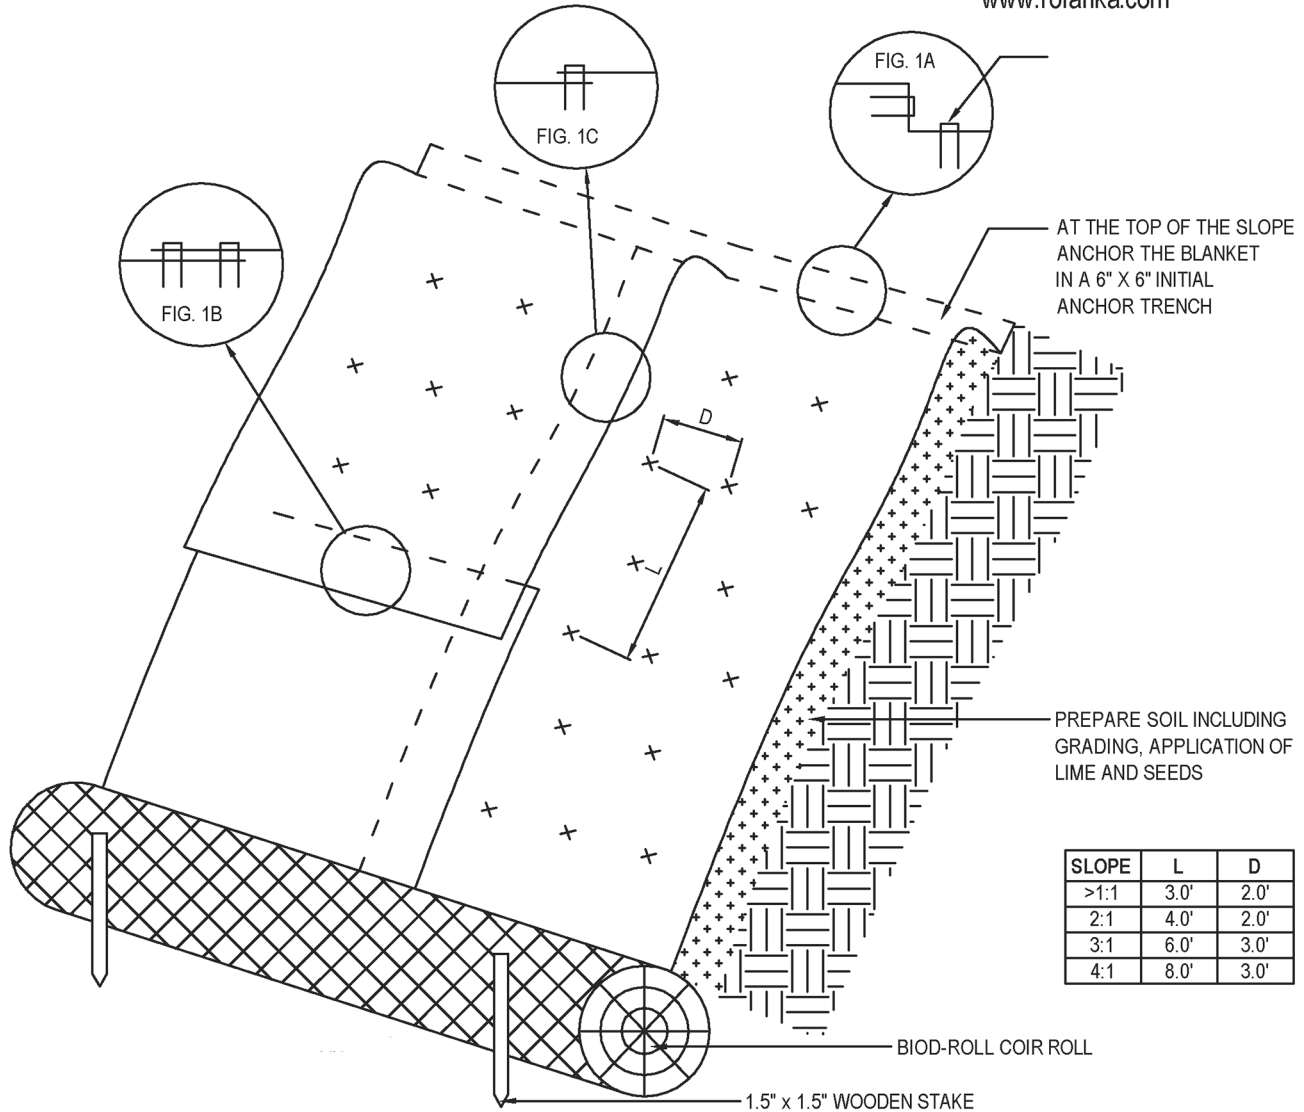 FIG. 1A
FIG. 1C
FIG. 1B
AT THE TOP OF THE SLOPE
ANCHOR THE BLANKET
IN A 6" X 6" INITIAL
ANCHOR TRENCH
D
L
PREPARE SOIL INCLUDING
GRADING, APPLICATION OF
LIME AND SEEDS
SLOPE L D
>1:1 3.0' 2.0'
2:1 4.0' 2.0'
3:1 6.0' 3.0'
4:1 8.0' 3.0'
BIOD-ROLL COIR ROLL
1.5" x 1.5" WOODEN STAKE